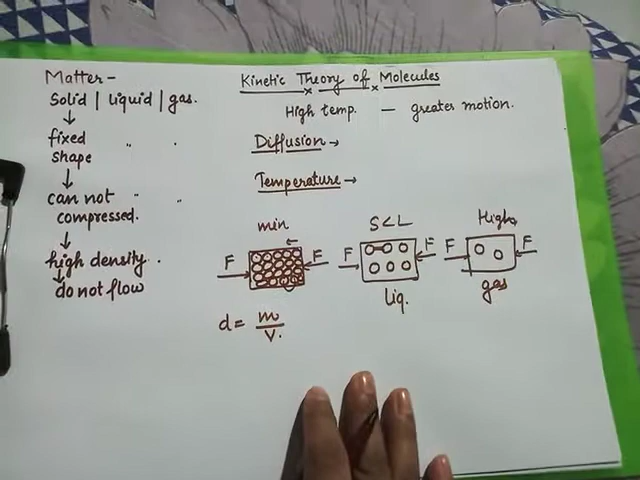 Matter-
Solid | Liquid | gas.
↓
fixed " .
shape
↓
can not " "
compressed.
↓
high density .
↓
do not flow
Kinetic Theory of Molecules
High temp. — greater motion.
Diffusion→
Temperature→
min
S<L
High
F F F F F F
Liq.
gas
d = m
V.